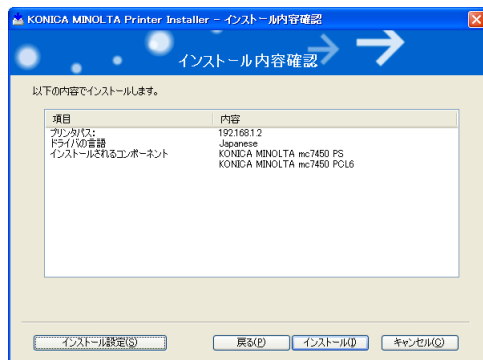 KONICA MINOLTA Printer Installer - インストール内容確認
インストール内容確認
以下の内容でインストールします。
項目 内容
プリンタパス: 192.168.1.2
ドライバの言語 Japanese
インストールされるコンポーネント KONICA MINOLTA mc7450 PS
KONICA MINOLTA mc7450 PCL6
インストール設定(S) 戻る(P) インストール(I) キャンセル(C)